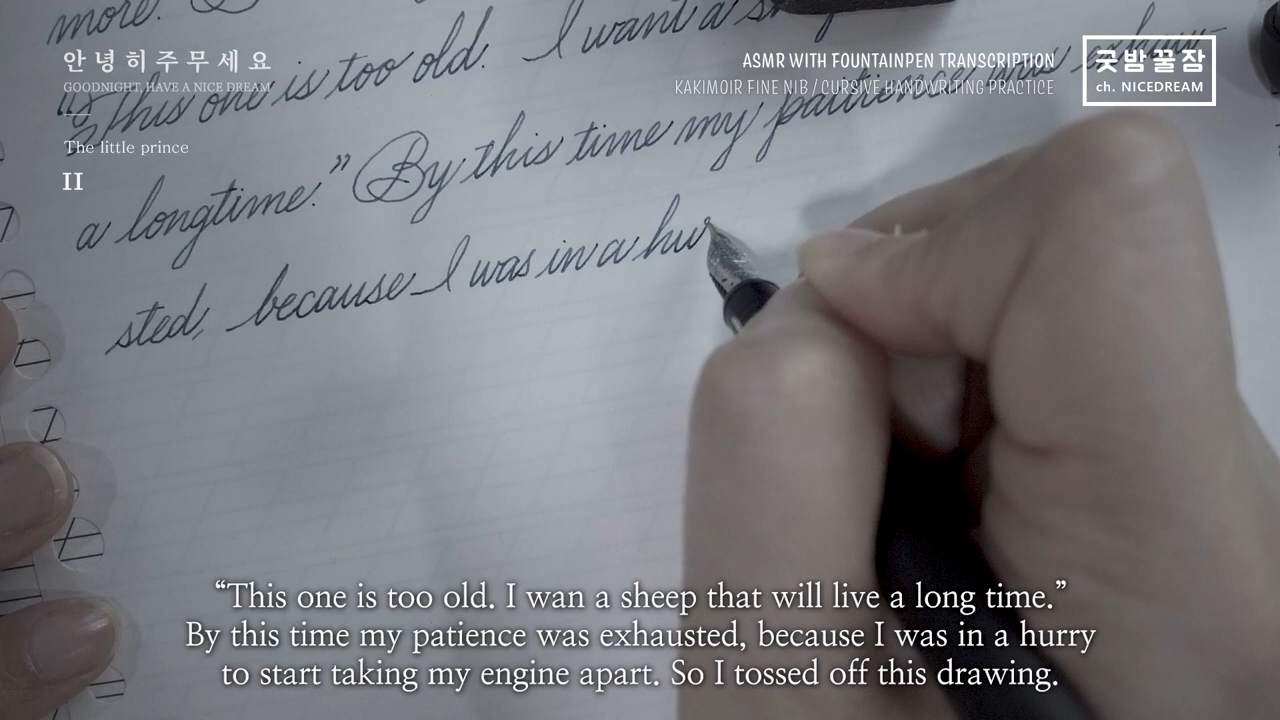 more.
안녕히주무세요
GOODNIGHT, HAVE A NICE DREAM
The little prince
II
ASMR WITH FOUNTAINPEN TRANSCRIPTION
KAKIMOIR FINE NIB / CURSIVE HANDWRITING PRACTICE
굿밤꿀잠
ch. NICEDREAM
"This one is too old. I want a
a longtime." By this time my patience was exhau-
sted, because I was in a hur
“This one is too old. I wan a sheep that will live a long time.”
By this time my patience was exhausted, because I was in a hurry
to start taking my engine apart. So I tossed off this drawing.